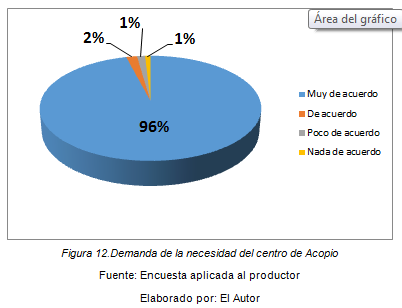 Área del gráfico
1%
2%
1%
96%
Muy de acuerdo
De acuerdo
Poco de acuerdo
Nada de acuerdo
Figura 12.Demanda de la necesidad del centro de Acopio
Fuente: Encuesta aplicada al productor
Elaborado por: El Autor